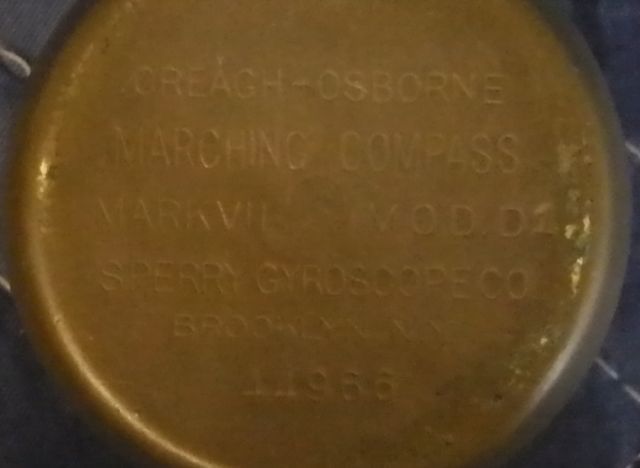 CREAGH-OSBORNE
MARCHING COMPASS
MARK VII MOD. D1
SPERRY GYROSCOPE CO
BROOKLYN. N.Y.
11966